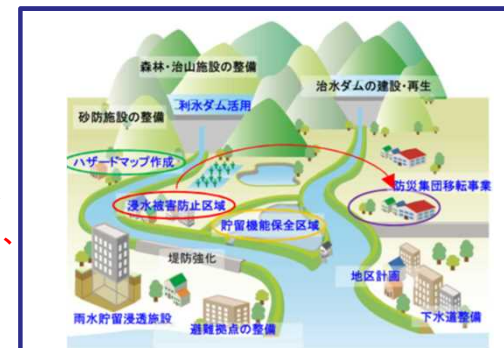 森林・治山施設の整備
治水ダムの建設・再生
利水ダム活用
砂防施設の整備
ハザードマップ作成
防災集団移転事業
浸水被害防止区域
貯留機能保全区域
堤防強化
地区計画
雨水貯留浸透施設
避難拠点の整備
下水道整備
、